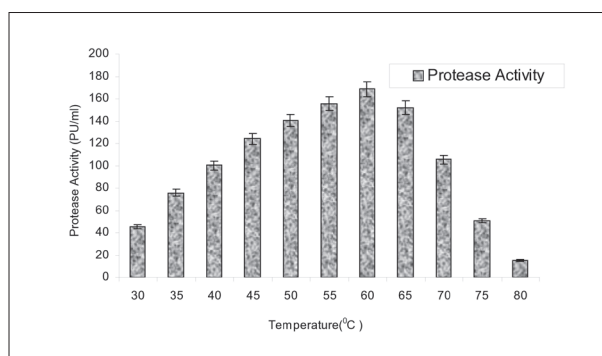 200
180
160
140
120
100
80
60
40
20
0
Protease Activity (PU/ml)
Protease Activity
30 35 40 45 50 55 60 65 70 75 80
Temperature(⁰C )